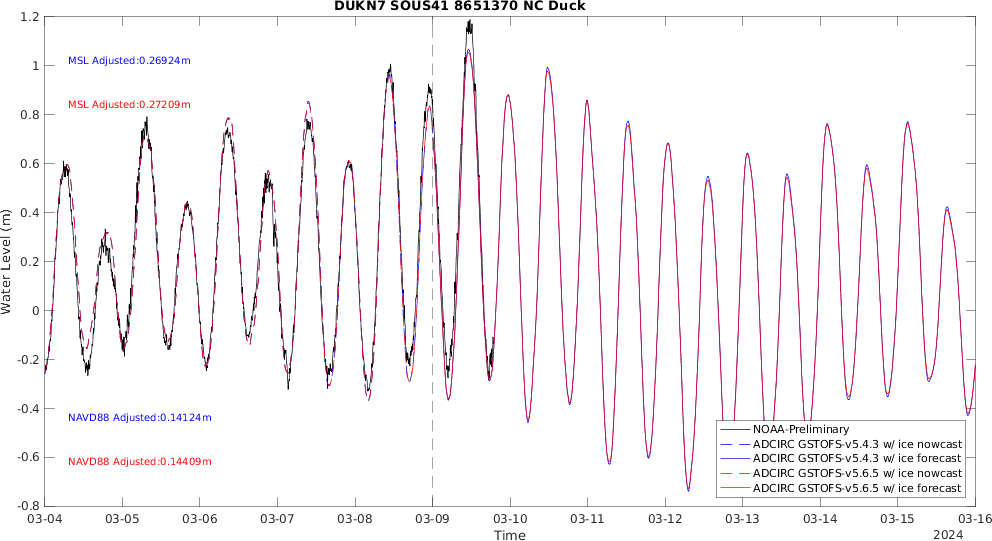 DUKN7 SOUS41 8651370 NC Duck
1.2
1
0.8
0.6
0.4
0.2
0
-0.2
-0.4
-0.6
-0.8
Water Level (m)
MSL Adjusted:0.26924m
MSL Adjusted:0.27209m
NAVD88 Adjusted:0.14124m
NAVD88 Adjusted:0.14409m
NOAA-Preliminary
ADCIRC GSTOFS-v5.4.3 w/ ice nowcast
ADCIRC GSTOFS-v5.4.3 w/ ice forecast
ADCIRC GSTOFS-v5.6.5 w/ ice nowcast
ADCIRC GSTOFS-v5.6.5 w/ ice forecast
03-04 03-05 03-06 03-07 03-08 03-09 03-10 03-11 03-12 03-13 03-14 03-15 03-16
Time
2024